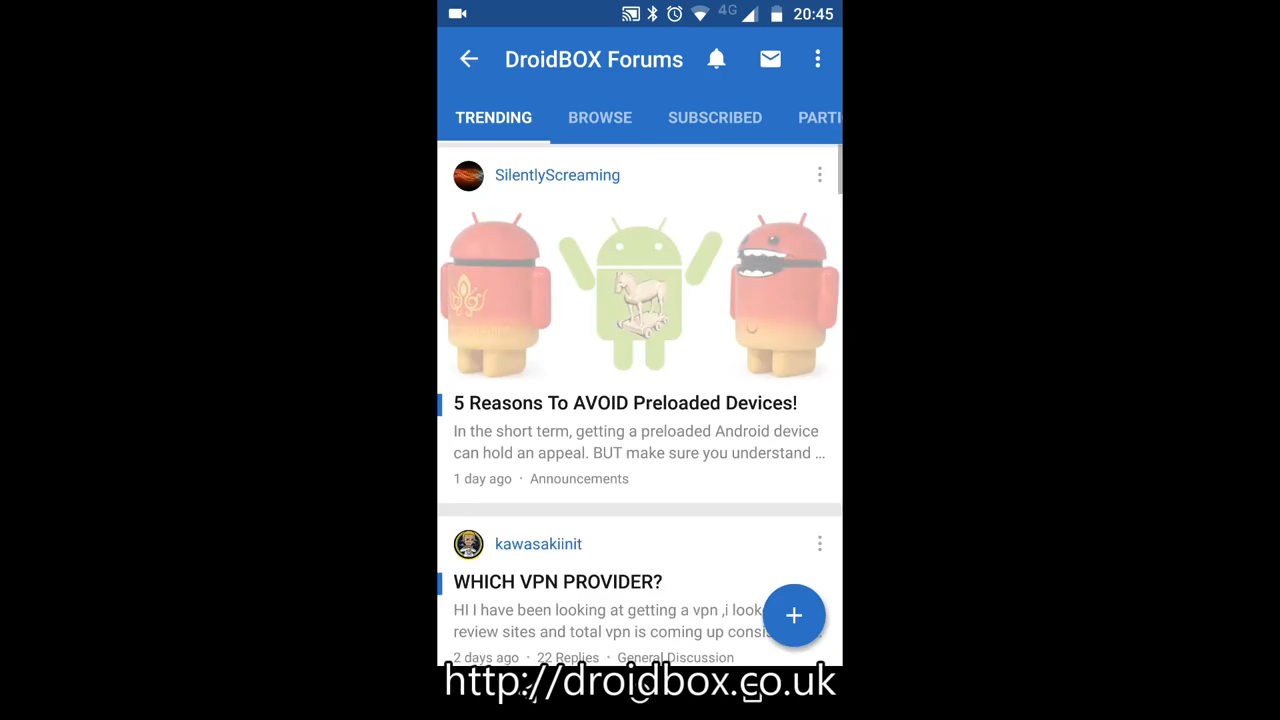 4G 20:45
DroidBOX Forums
TRENDING BROWSE SUBSCRIBED PARTI
SilentlyScreaming
5 Reasons To AVOID Preloaded Devices!
In the short term, getting a preloaded Android device
can hold an appeal. BUT make sure you understand ...
1 day ago · Announcements
kawasakiinit
WHICH VPN PROVIDER?
HI I have been looking at getting a vpn ,i look
review sites and total vpn is coming up consi
2 days ago · 22 Replies · General Discussion
http://droidbox.co.uk